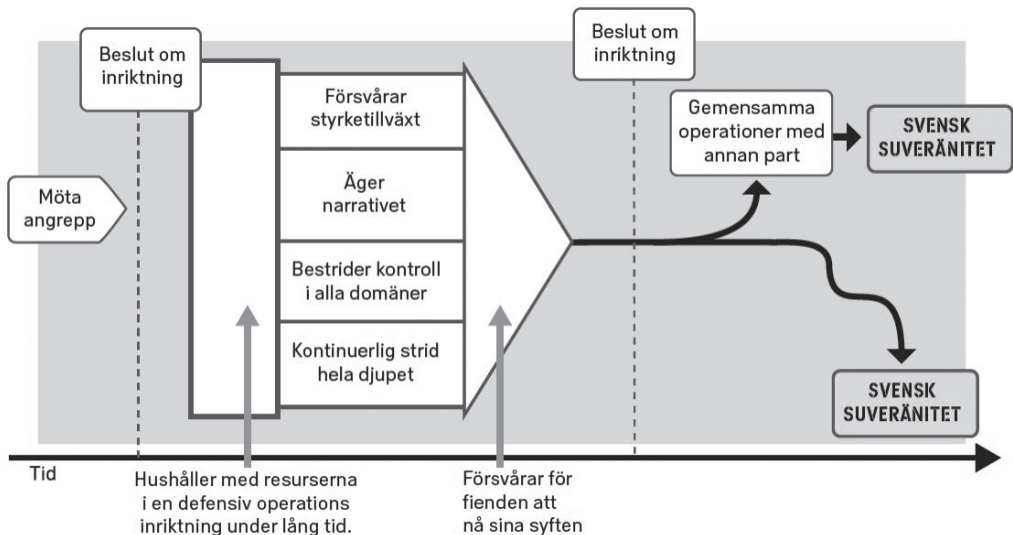 Beslut om
inriktning
Möta
angrepp
Försvårar
styrketillväxt
Äger
narrativet
Bestrider kontroll
i alla domäner
Kontinuerlig strid
hela djupet
Beslut om
inriktning
Gemensamma
operationer med
annan part
SVENSK
SUVERÄNITET
SVENSK
SUVERÄNITET
Tid
Hushåller med resurserna
i en defensiv operations
inriktning under lång tid.
Försvårar för
fienden att
nå sina syften